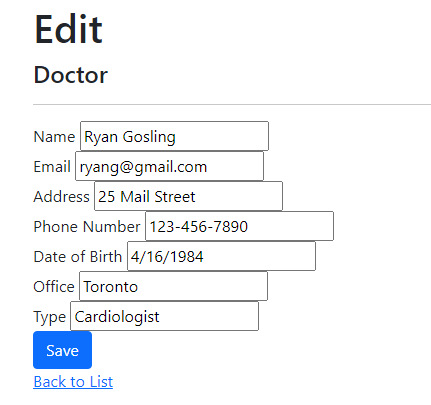 Edit
Doctor
Name Ryan Gosling
Email ryang@gmail.com
Address 25 Mail Street
Phone Number 123-456-7890
Date of Birth 4/16/1984
Office Toronto
Type Cardiologist
Save
Back to List